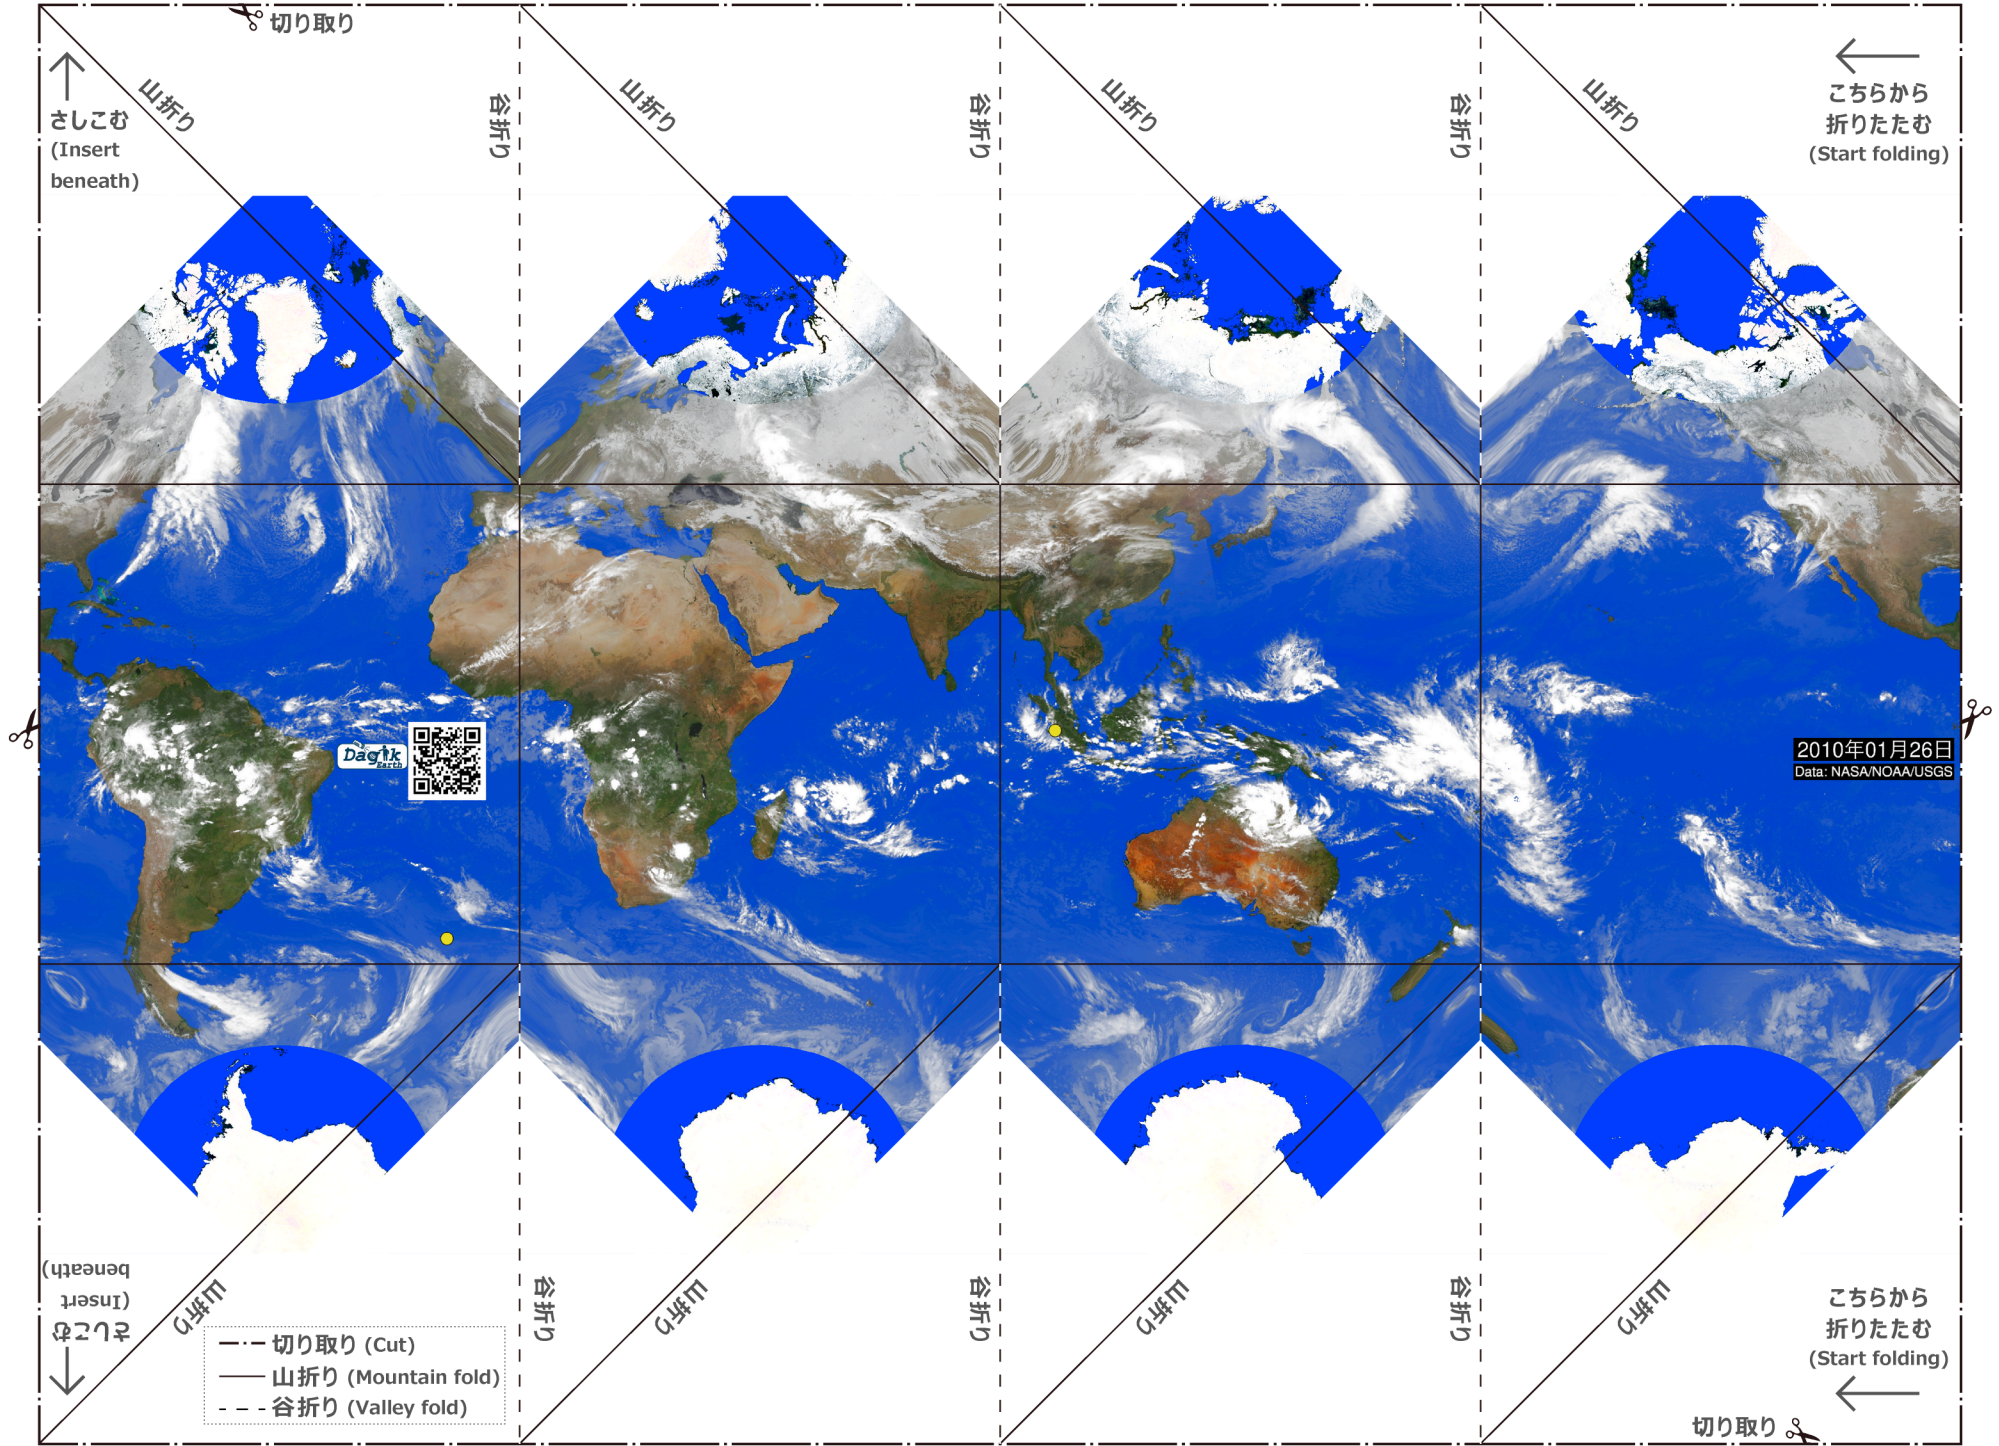 切り取り
山折り
山折り
山折り
山折り
さしこむ
(Insert
beneath)
谷折り
谷折り
谷折り
こちらから
折りたたむ
(Start folding)
Dagik
Earth
2010年01月26日
Data: NASA/NOAA/USGS
さしこむ
(Insert
beneath)
山折り
谷折り
山折り
谷折り
山折り
谷折り
山折り
こちらから
折りたたむ
(Start folding)
切り取り (Cut)
山折り (Mountain fold)
谷折り (Valley fold)
切り取り